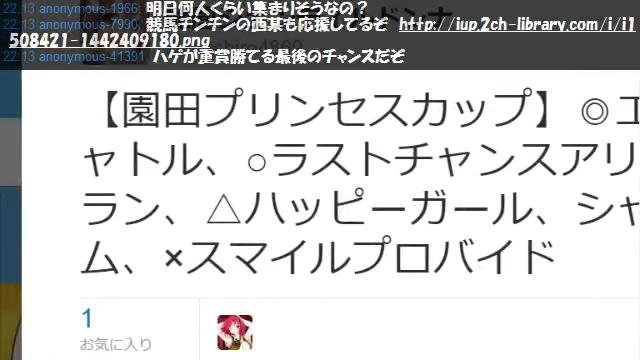 22:13 anonymous-1966 明日何人くらい集まりそうなの？
22:13 anonymous-7990 競馬チンチンの西某も応援してるぞ http://iup.2ch-library.com/i/i1
508421-1442409180.png
22:13 anonymous-41391 ハゲが重賞勝てる最後のチャンスだぞ
【園田プリンセスカップ】◎エ
ャトル、○ラストチャンスアリ
ラン、△ハッピーガール、シャ
ム、×スマイルプロバイド
1
お気に入り